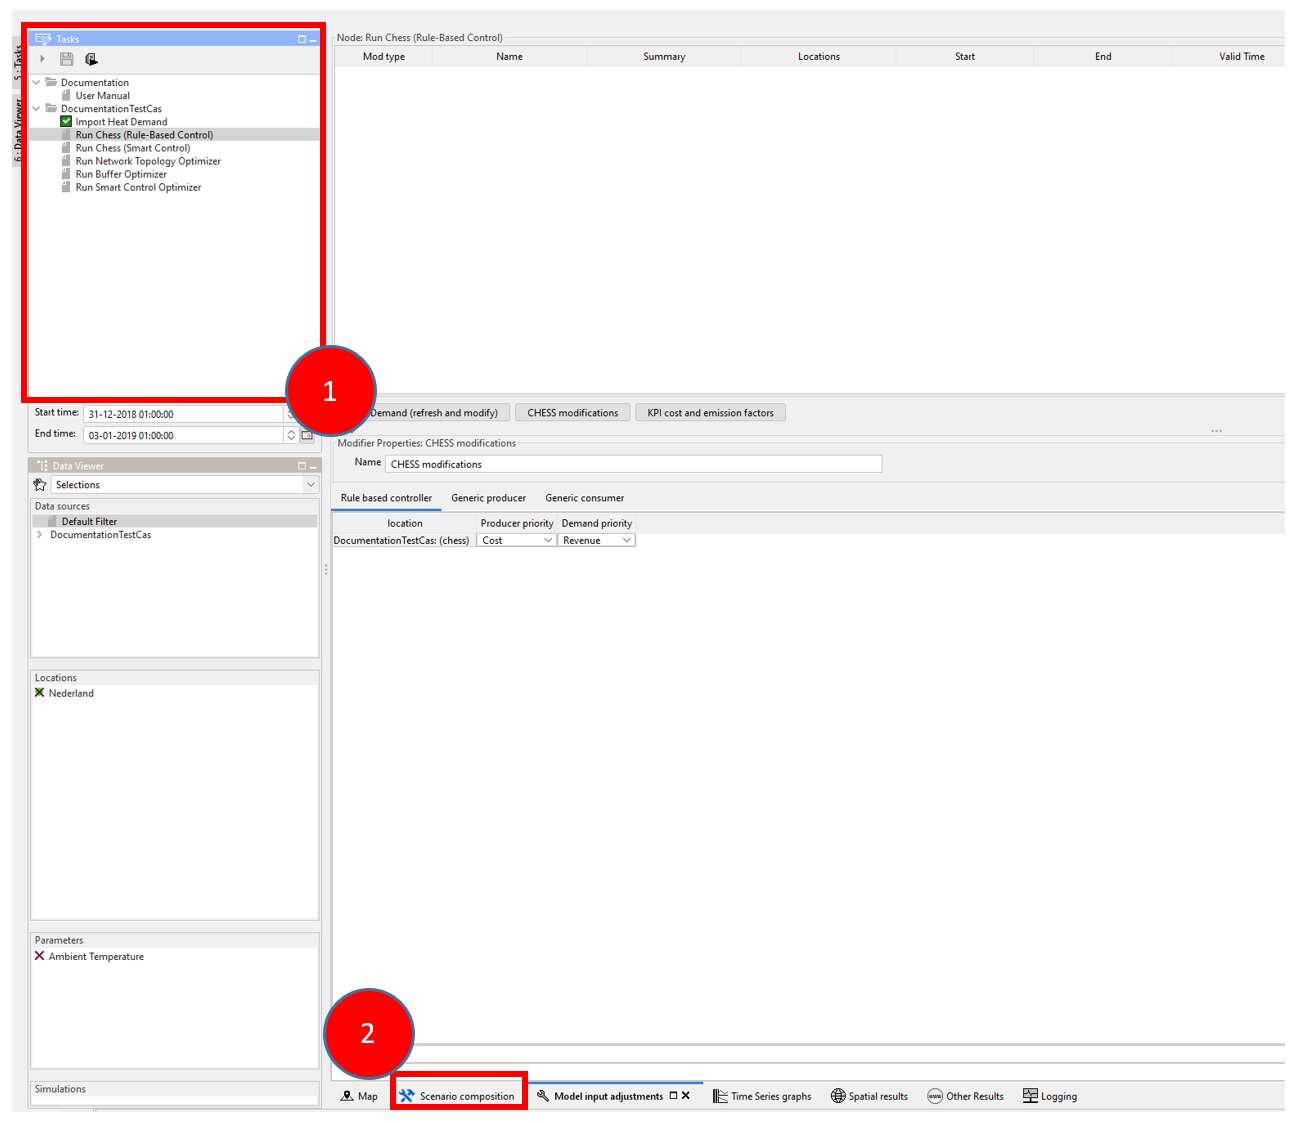 Tasks
5 : Tasks
6 : Data Viewer
Documentation
User Manual
DocumentationTestCas
Import Heat Demand
Run Chess (Rule-Based Control)
Run Chess (Smart Control)
Run Network Topology Optimizer
Run Buffer Optimizer
Run Smart Control Optimizer
1
Start time: 31-12-2018 01:00:00
End time: 03-01-2019 01:00:00
Data Viewer
Selections
Data sources
Default Filter
DocumentationTestCas
Locations
Nederland
Parameters
Ambient Temperature
Simulations
Node: Run Chess (Rule-Based Control)
Mod type Name Summary Locations Start End Valid Time
Demand (refresh and modify) CHESS modifications KPI cost and emission factors
Modifier Properties: CHESS modifications
Name CHESS modifications
Rule based controller Generic producer Generic consumer
location Producer priority Demand priority
DocumentationTestCas: (chess) Cost Revenue
2
Map Scenario composition Model input adjustments Time Series graphs Spatial results www Other Results Logging